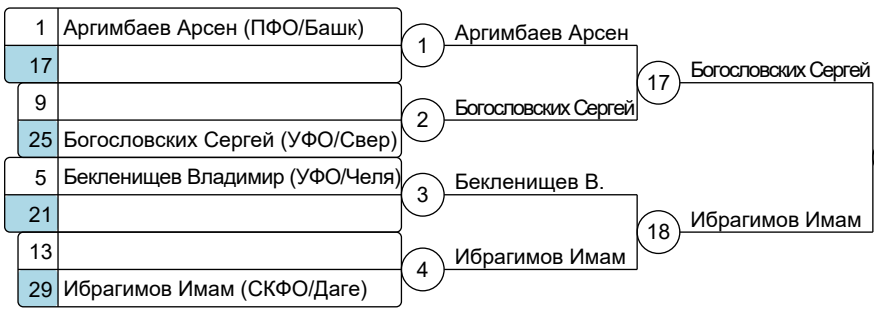 1 Аргимбаев Арсен (ПФО/Башк)
17
1 Аргимбаев Арсен
9
25 Богословских Сергей (УФО/Свер)
2 Богословских Сергей
17 Богословских Сергей
5 Бекленищев Владимир (УФО/Челя)
21
3 Бекленищев В.
13
29 Ибрагимов Имам (СКФО/Даге)
4 Ибрагимов Имам
18 Ибрагимов Имам